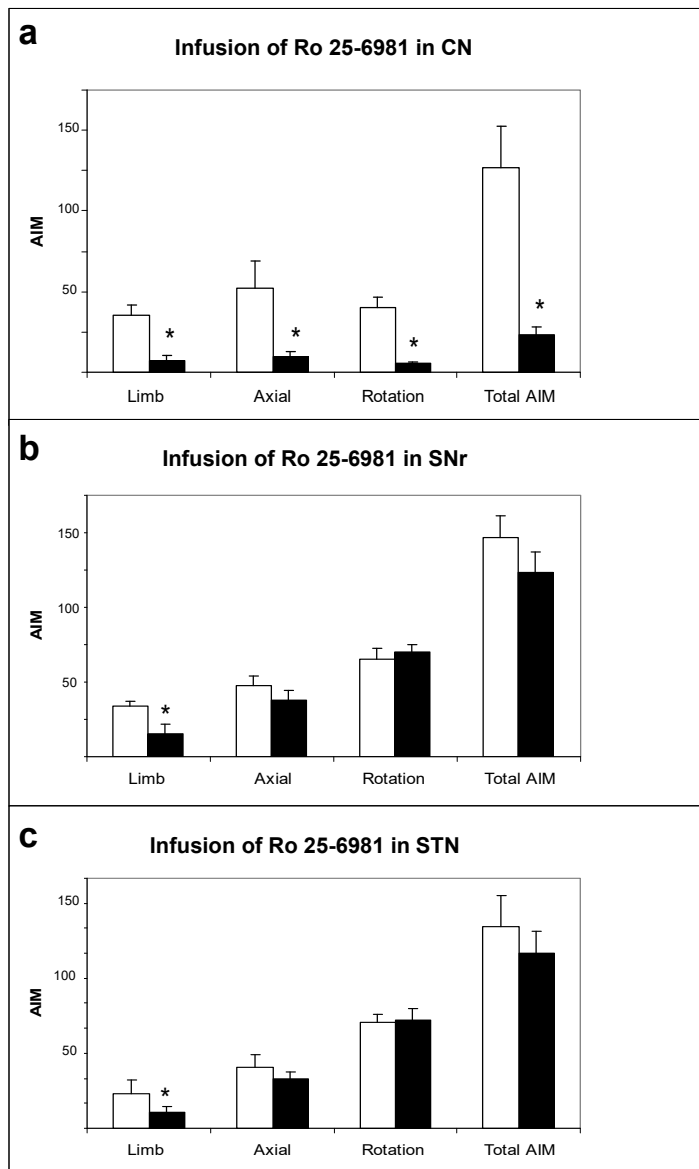 a
Infusion of Ro 25-6981 in CN
150
100
50
AIM
* * * *
Limb Axial Rotation Total AIM
b
Infusion of Ro 25-6981 in SNr
150
100
50
AIM
*
Limb Axial Rotation Total AIM
c
Infusion of Ro 25-6981 in STN
150
100
50
AIM
*
Limb Axial Rotation Total AIM